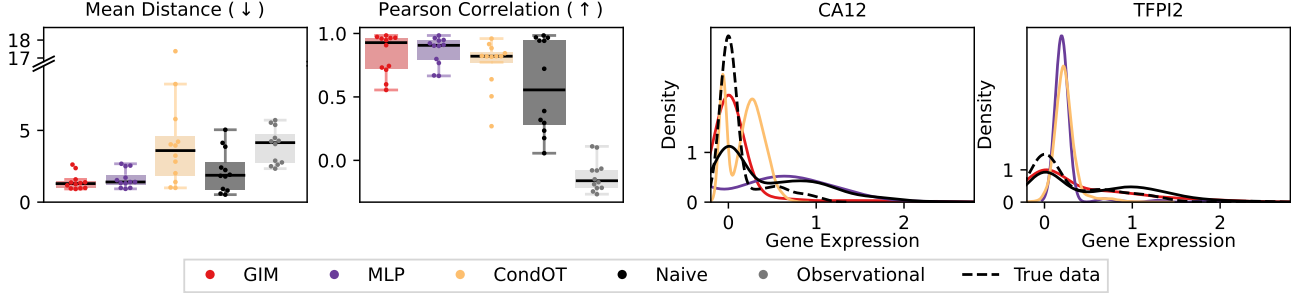 Mean Distance (↓)
18
17
5
0
Pearson Correlation (↑)
1.0
0.5
0.0
CA12
Density
1
0
1
2
Gene Expression
TFPI2
Density
1
0
0
1
2
Gene Expression
GIM
MLP
CondOT
Naive
Observational
True data